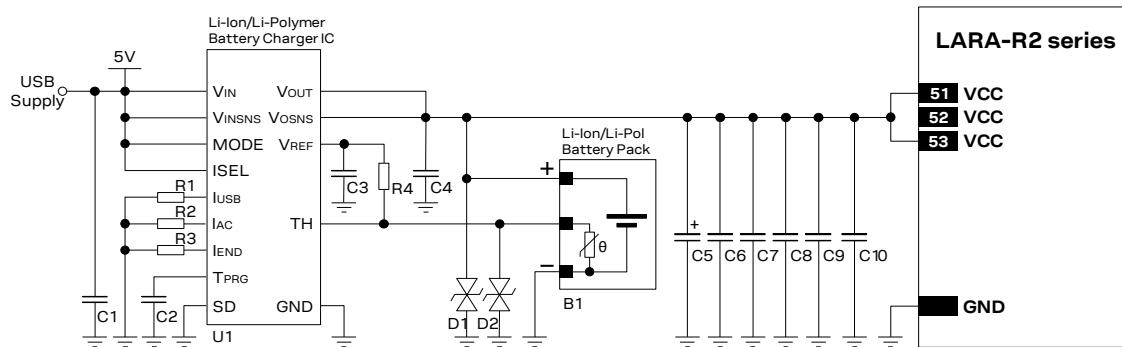 Li-Ion/Li-Polymer
Battery Charger IC
5V
USB
Supply
VIN
VINSNS
MODE
ISEL
IUSB
IAC
IEND
TPRG
SD
VOUT
VOSNS
VREF
TH
GND
R1
R2
R3
C1
C2
U1
C3
R4
C4
D1
D2
Li-Ion/Li-Pol
Battery Pack
+
θ
–
B1
+
C5
C6
C7
C8
C9
C10
LARA-R2 series
51 VCC
52 VCC
53 VCC
GND